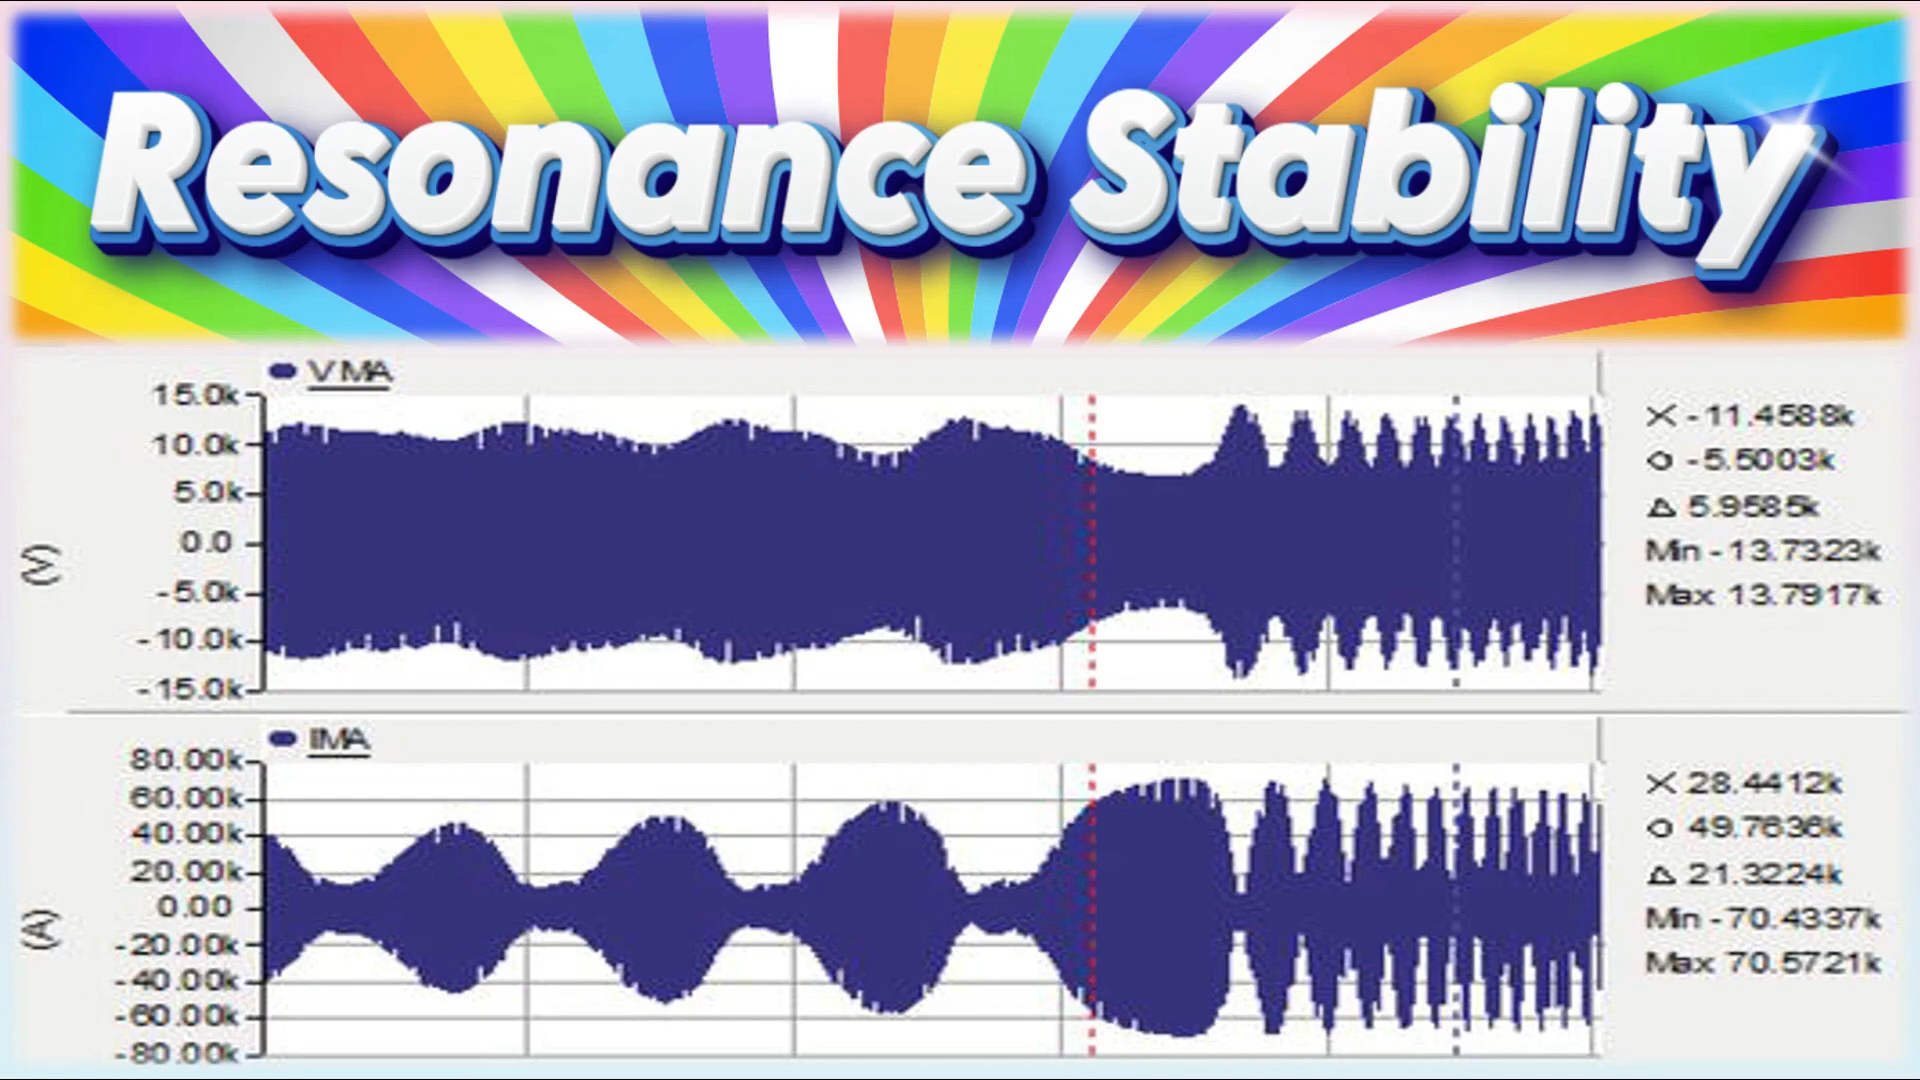 Resonance Stability
VMA
15.0k
10.0k
5.0k
0.0
-5.0k
-10.0k
-15.0k
(V)
X -11.4588k
O -5.5003k
Δ 5.9585k
Min -13.7323k
Max 13.7917k
IMA
80.00k
60.00k
40.00k
20.00k
0.00
-20.00k
-40.00k
-60.00k
-80.00k
(A)
X 28.4412k
O 49.7636k
Δ 21.3224k
Min -70.4337k
Max 70.5721k